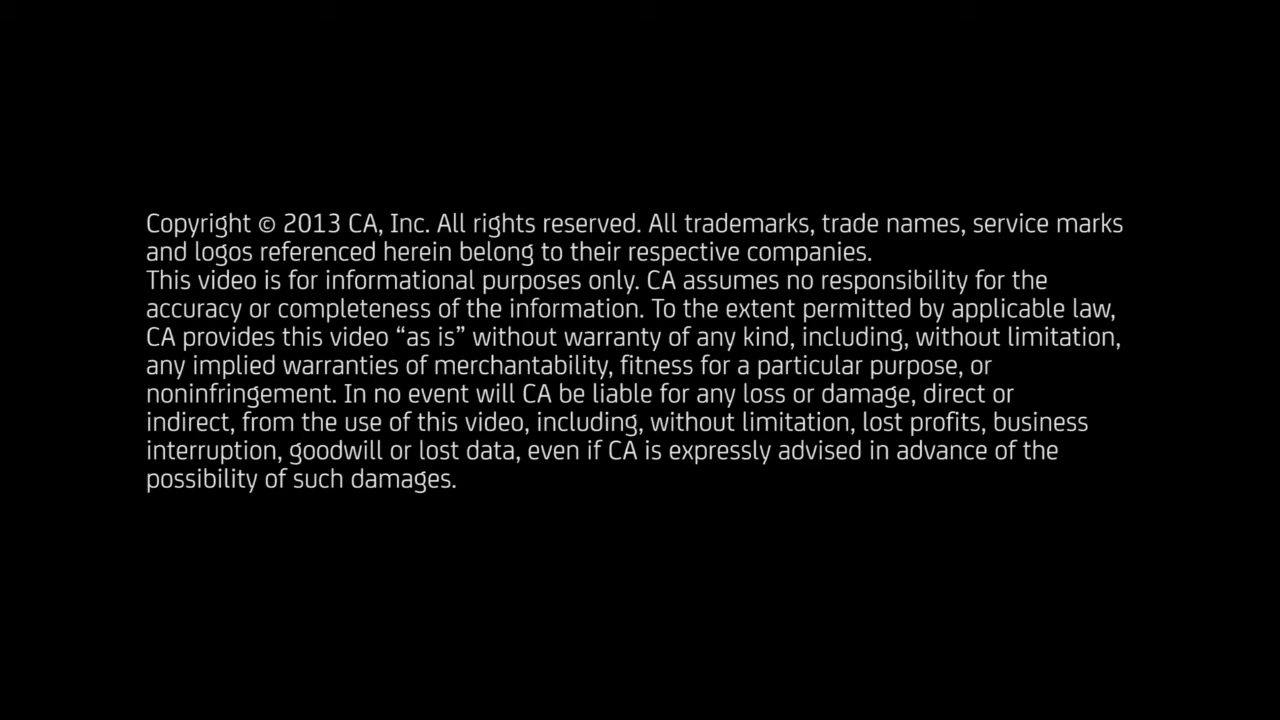 Copyright © 2013 CA, Inc. All rights reserved. All trademarks, trade names, service marks
and logos referenced herein belong to their respective companies.
This video is for informational purposes only. CA assumes no responsibility for the
accuracy or completeness of the information. To the extent permitted by applicable law,
CA provides this video “as is” without warranty of any kind, including, without limitation,
any implied warranties of merchantability, fitness for a particular purpose, or
noninfringement. In no event will CA be liable for any loss or damage, direct or
indirect, from the use of this video, including, without limitation, lost profits, business
interruption, goodwill or lost data, even if CA is expressly advised in advance of the
possibility of such damages.